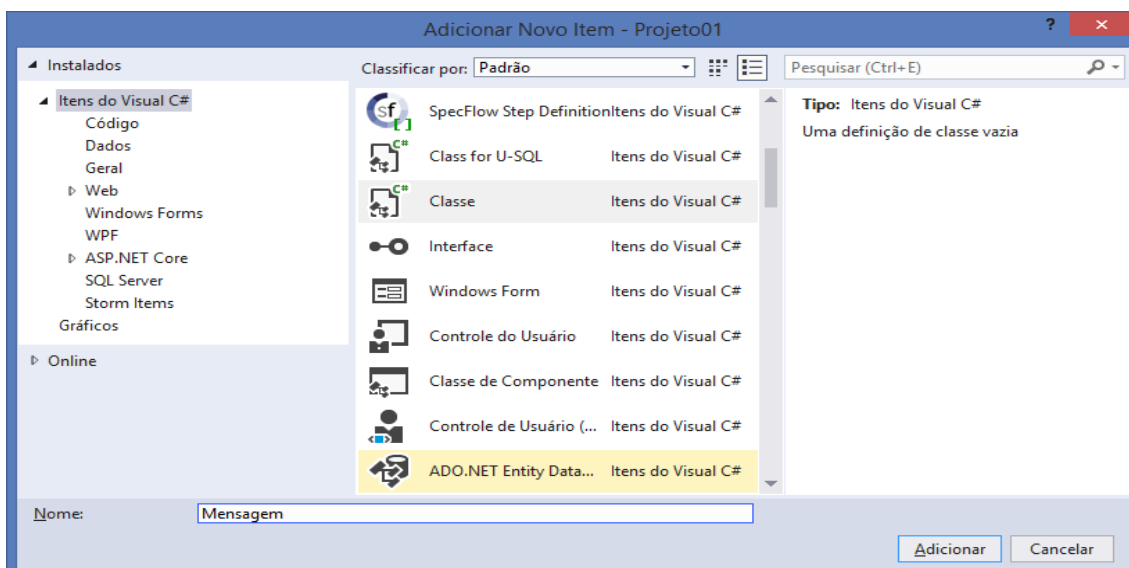 Adicionar Novo Item - Projeto01
?
Instalados
Classificar por: Padrão
Pesquisar (Ctrl+E)
Itens do Visual C#
Código
Dados
Geral
Web
Windows Forms
WPF
ASP.NET Core
SQL Server
Storm Items
Gráficos
Online
SpecFlow Step Definition Itens do Visual C#
Class for U-SQL Itens do Visual C#
Classe Itens do Visual C#
Interface Itens do Visual C#
Windows Form Itens do Visual C#
Controle do Usuário Itens do Visual C#
Classe de Componente Itens do Visual C#
Controle de Usuário (... Itens do Visual C#
ADO.NET Entity Data... Itens do Visual C#
Tipo: Itens do Visual C#
Uma definição de classe vazia
Nome: Mensagem
Adicionar Cancelar